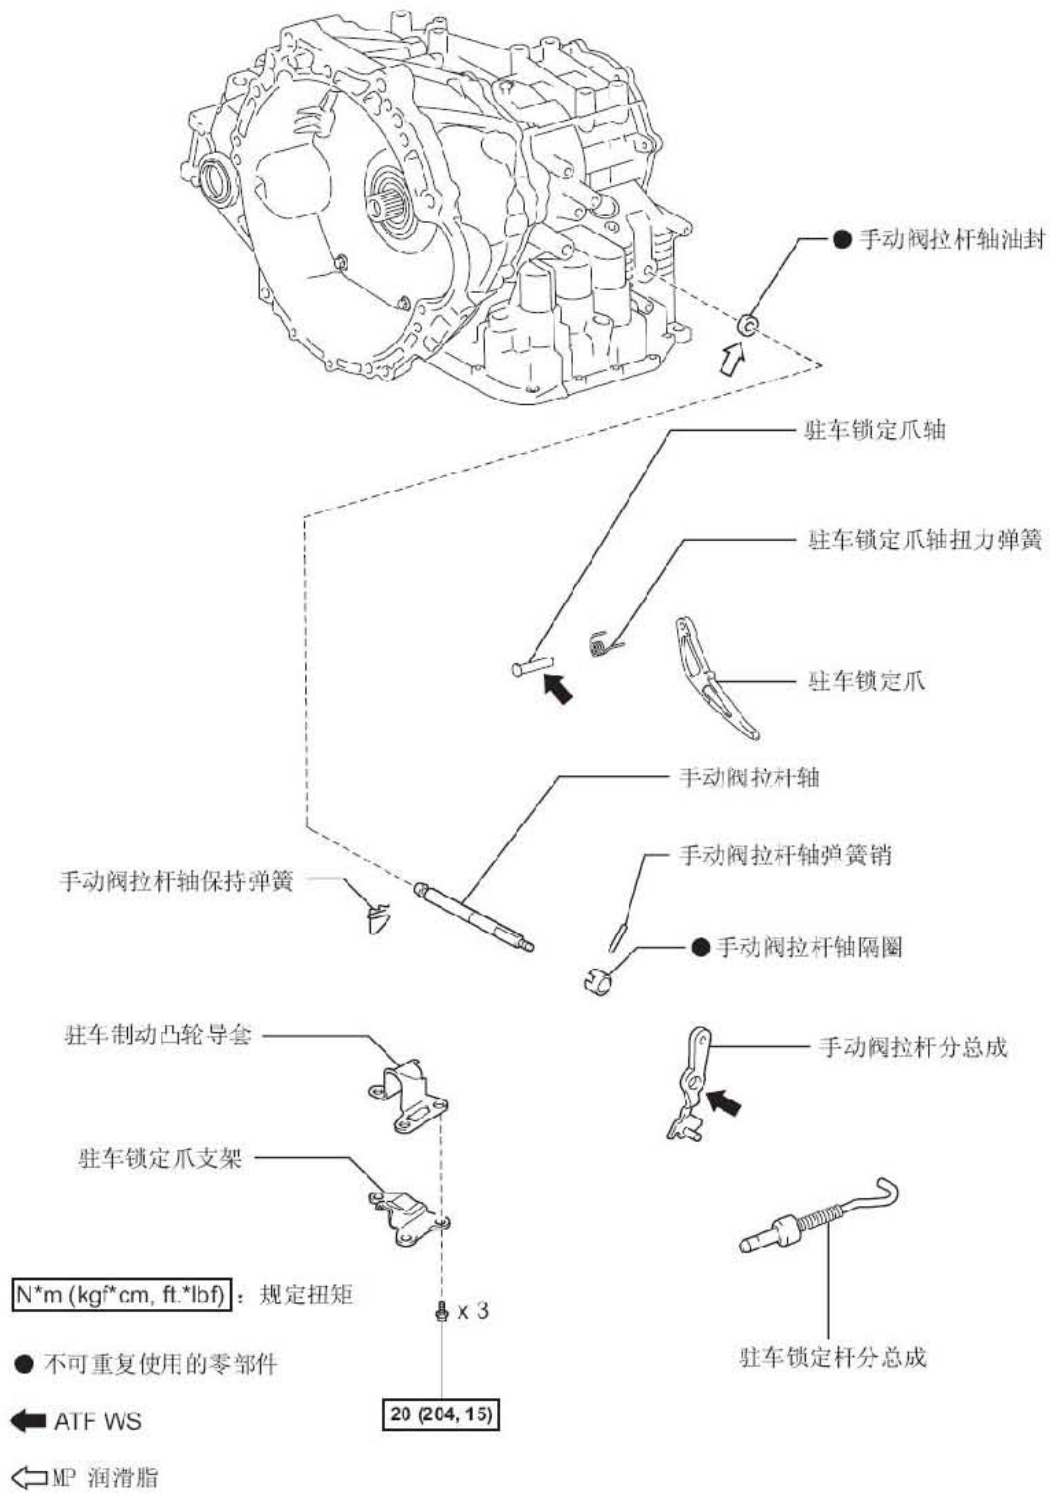 ● 手动阀拉杆轴油封
驻车锁定爪轴
驻车锁定爪轴扭力弹簧
驻车锁定爪
手动阀拉杆轴
手动阀拉杆轴弹簧销
手动阀拉杆轴保持弹簧
● 手动阀拉杆轴隔圈
驻车制动凸轮导套
手动阀拉杆分总成
驻车锁定爪支架
N*m (kgf*cm, ft.*lbf) : 规定扭矩
x 3
驻车锁定杆分总成
● 不可重复使用的零部件
20 (204, 15)
ATF WS
MP 润滑脂